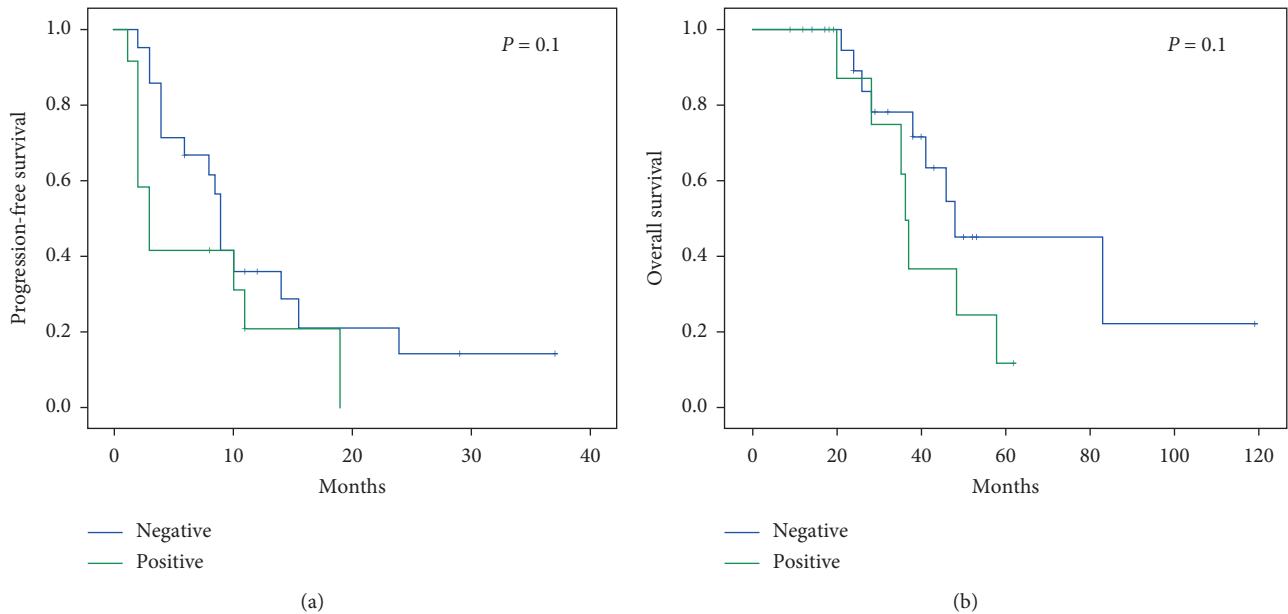 Progression-free survival
1.0
0.8
0.6
0.4
0.2
0.0
P = 0.1
0 10 20 30 40
Months
Negative
Positive
(a)
Overall survival
1.0
0.8
0.6
0.4
0.2
0.0
P = 0.1
0 20 40 60 80 100 120
Months
Negative
Positive
(b)